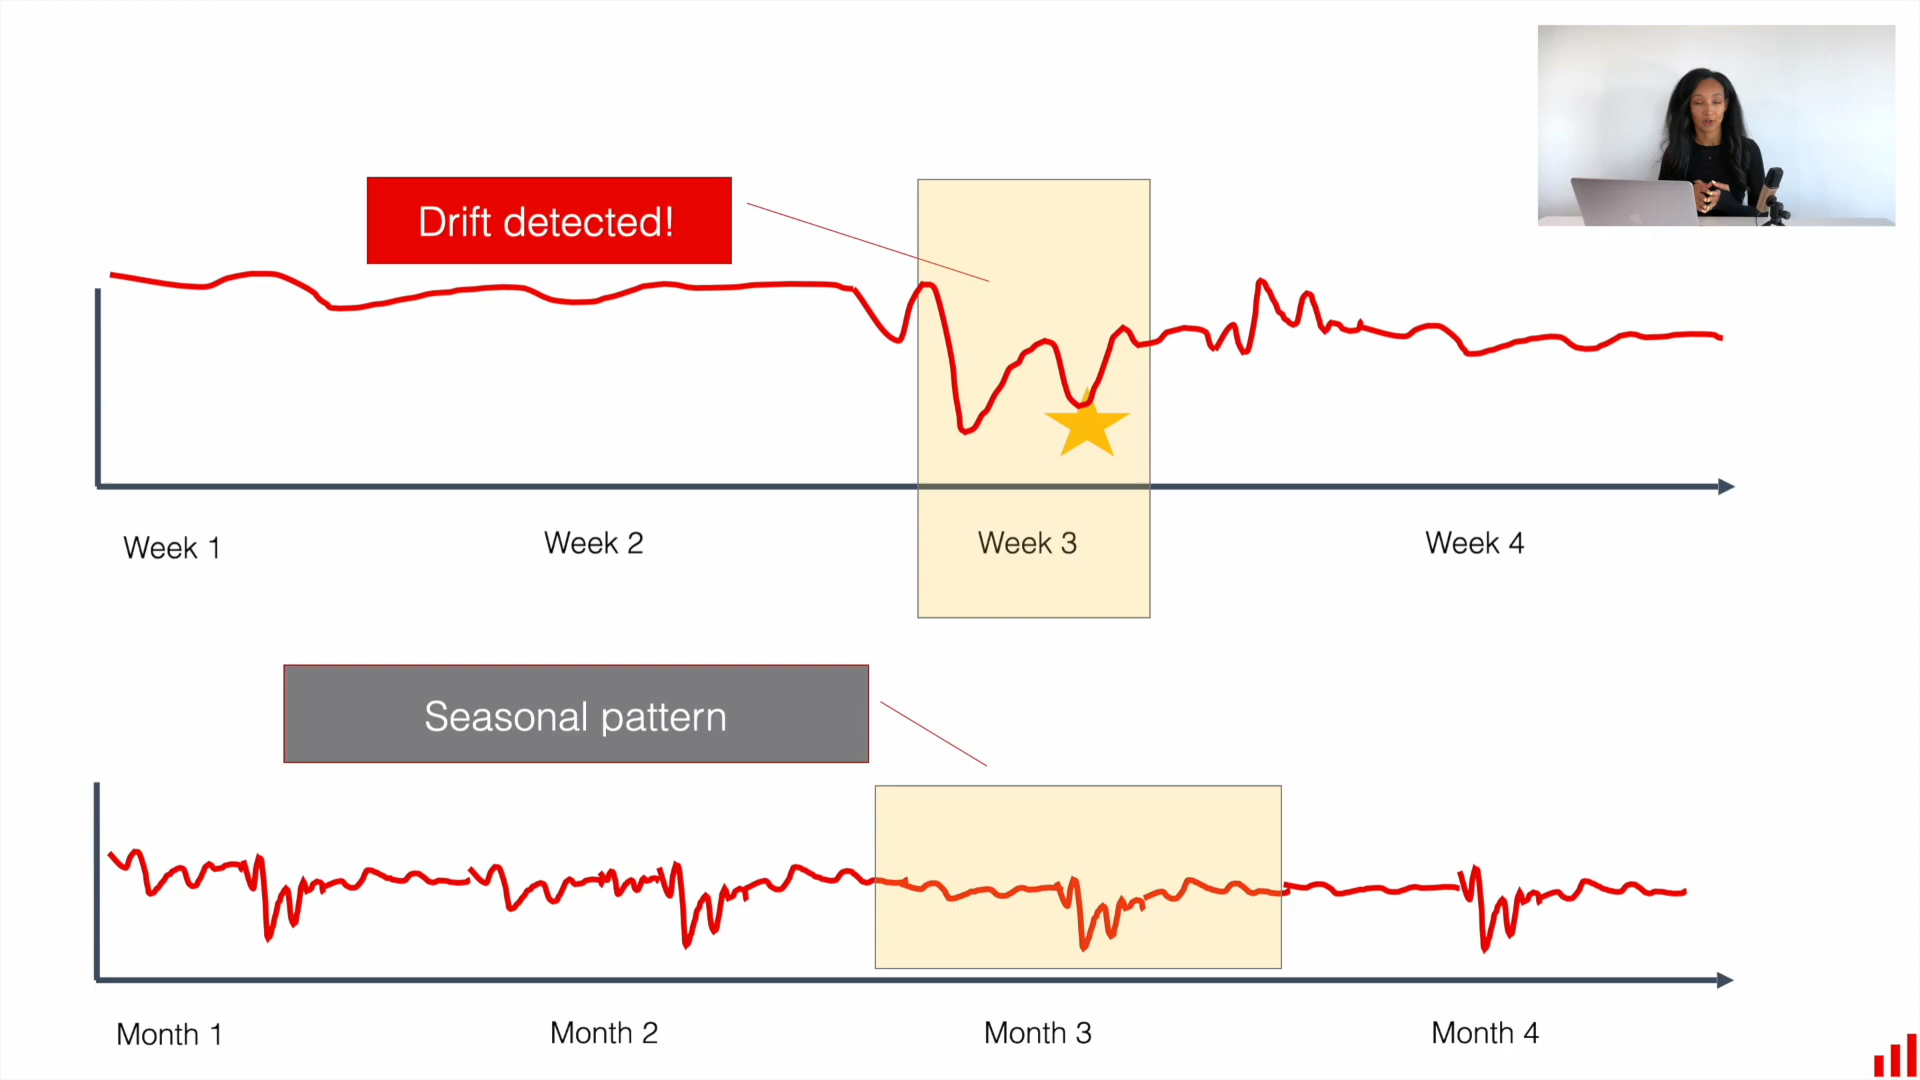 Drift detected!
Week 1
Week 2
Week 3
Week 4
Seasonal pattern
Month 1
Month 2
Month 3
Month 4